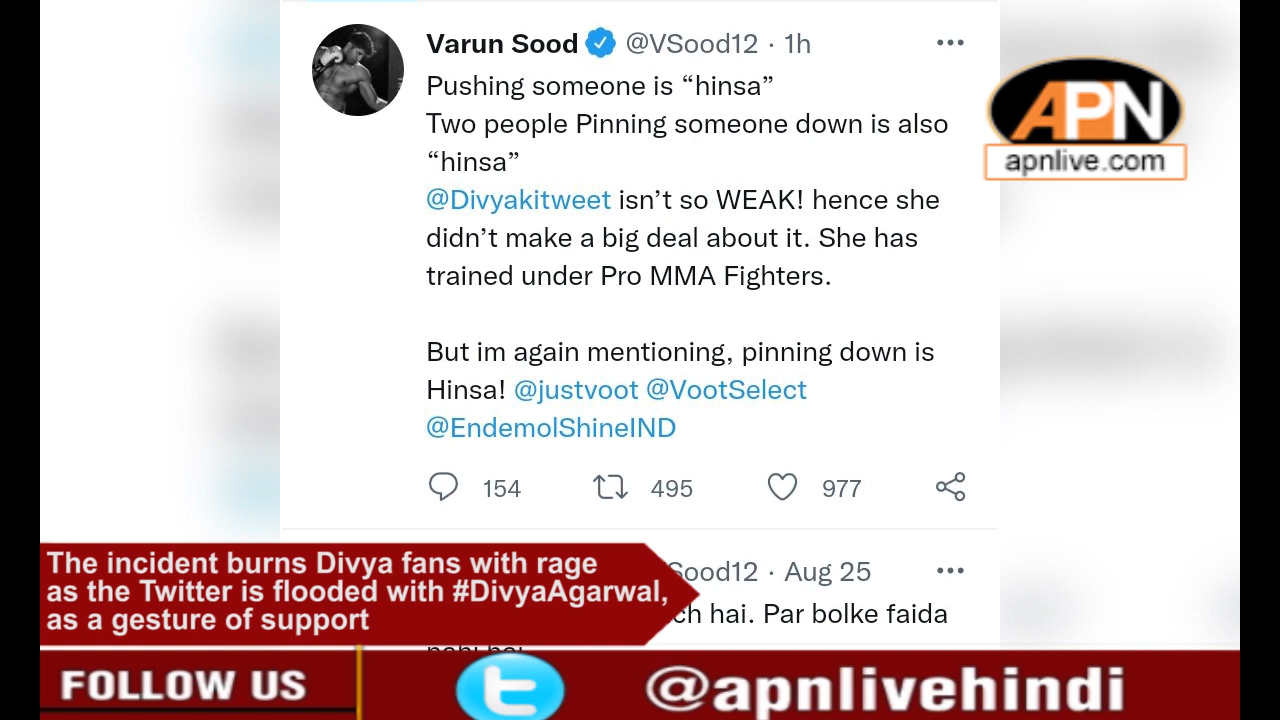 Varun Sood @VSood12 · 1h
Pushing someone is “hinsa”
Two people Pinning someone down is also
“hinsa”
@Divyakitweet isn’t so WEAK! hence she
didn’t make a big deal about it. She has
trained under Pro MMA Fighters.
But im again mentioning, pinning down is
Hinsa! @justvoot @VootSelect
@EndemolShineIND
154 495 977
APN
apnlive.com
Sood12 · Aug 25
hai. Par bolke faida
The incident burns Divya fans with rage
as the Twitter is flooded with #DivyaAgarwal,
as a gesture of support
FOLLOW US @apnlivehindi